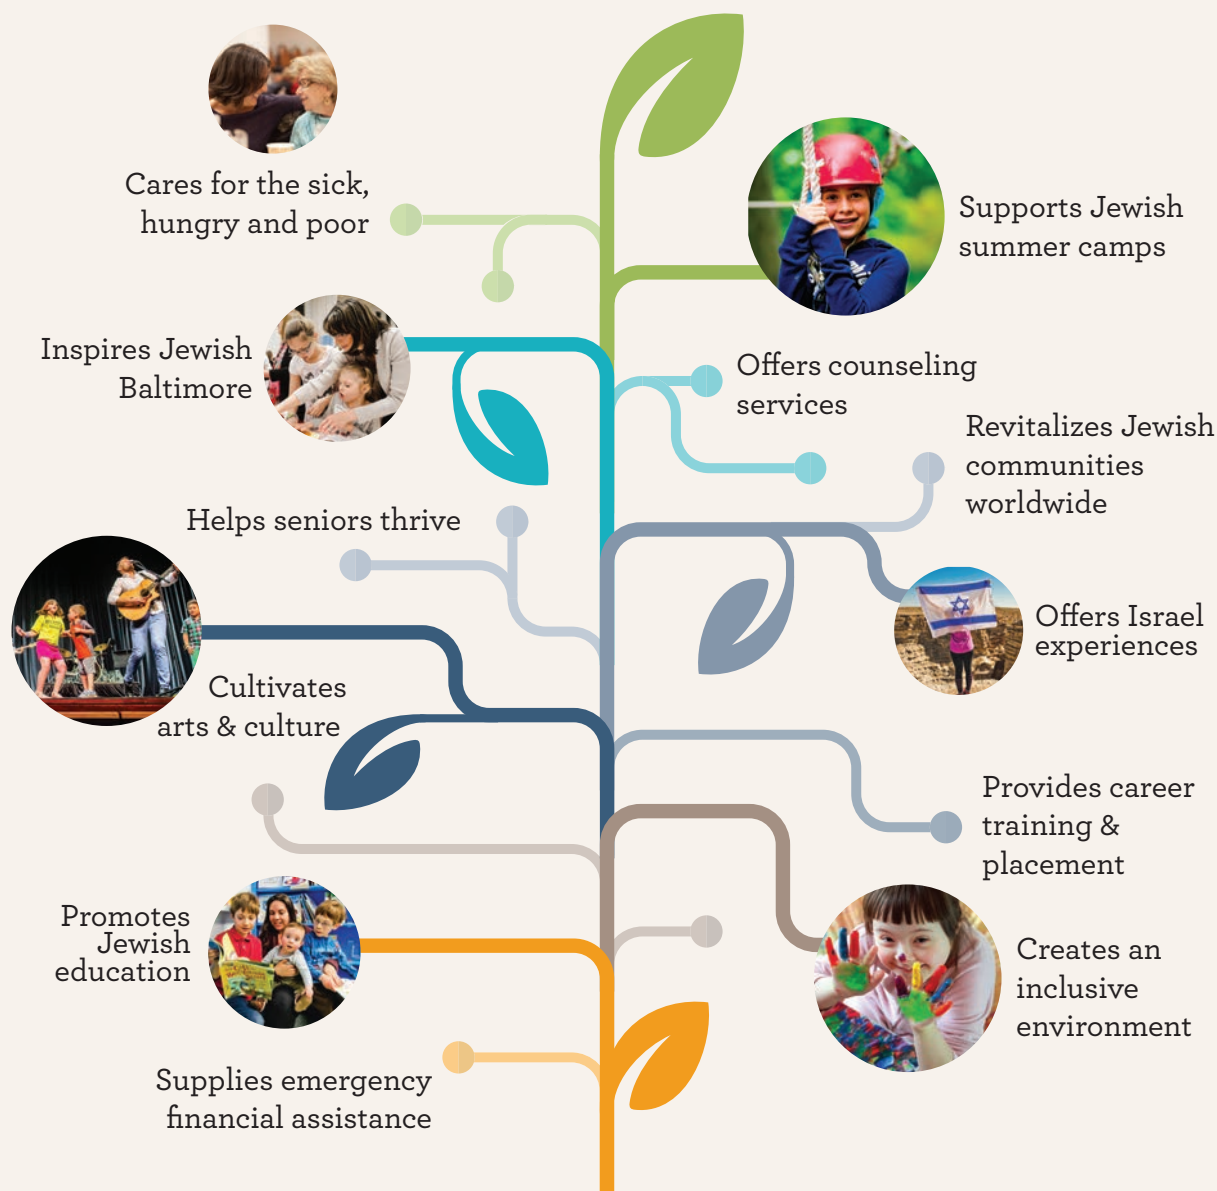 Cares for the sick,
hungry and poor
Supports Jewish
summer camps
Inspires Jewish
Baltimore
Offers counseling
services
Revitalizes Jewish
communities
worldwide
Helps seniors thrive
Offers Israel
experiences
Cultivates
arts & culture
Provides career
training &
placement
Promotes
Jewish
education
Creates an
inclusive
environment
Supplies emergency
financial assistance